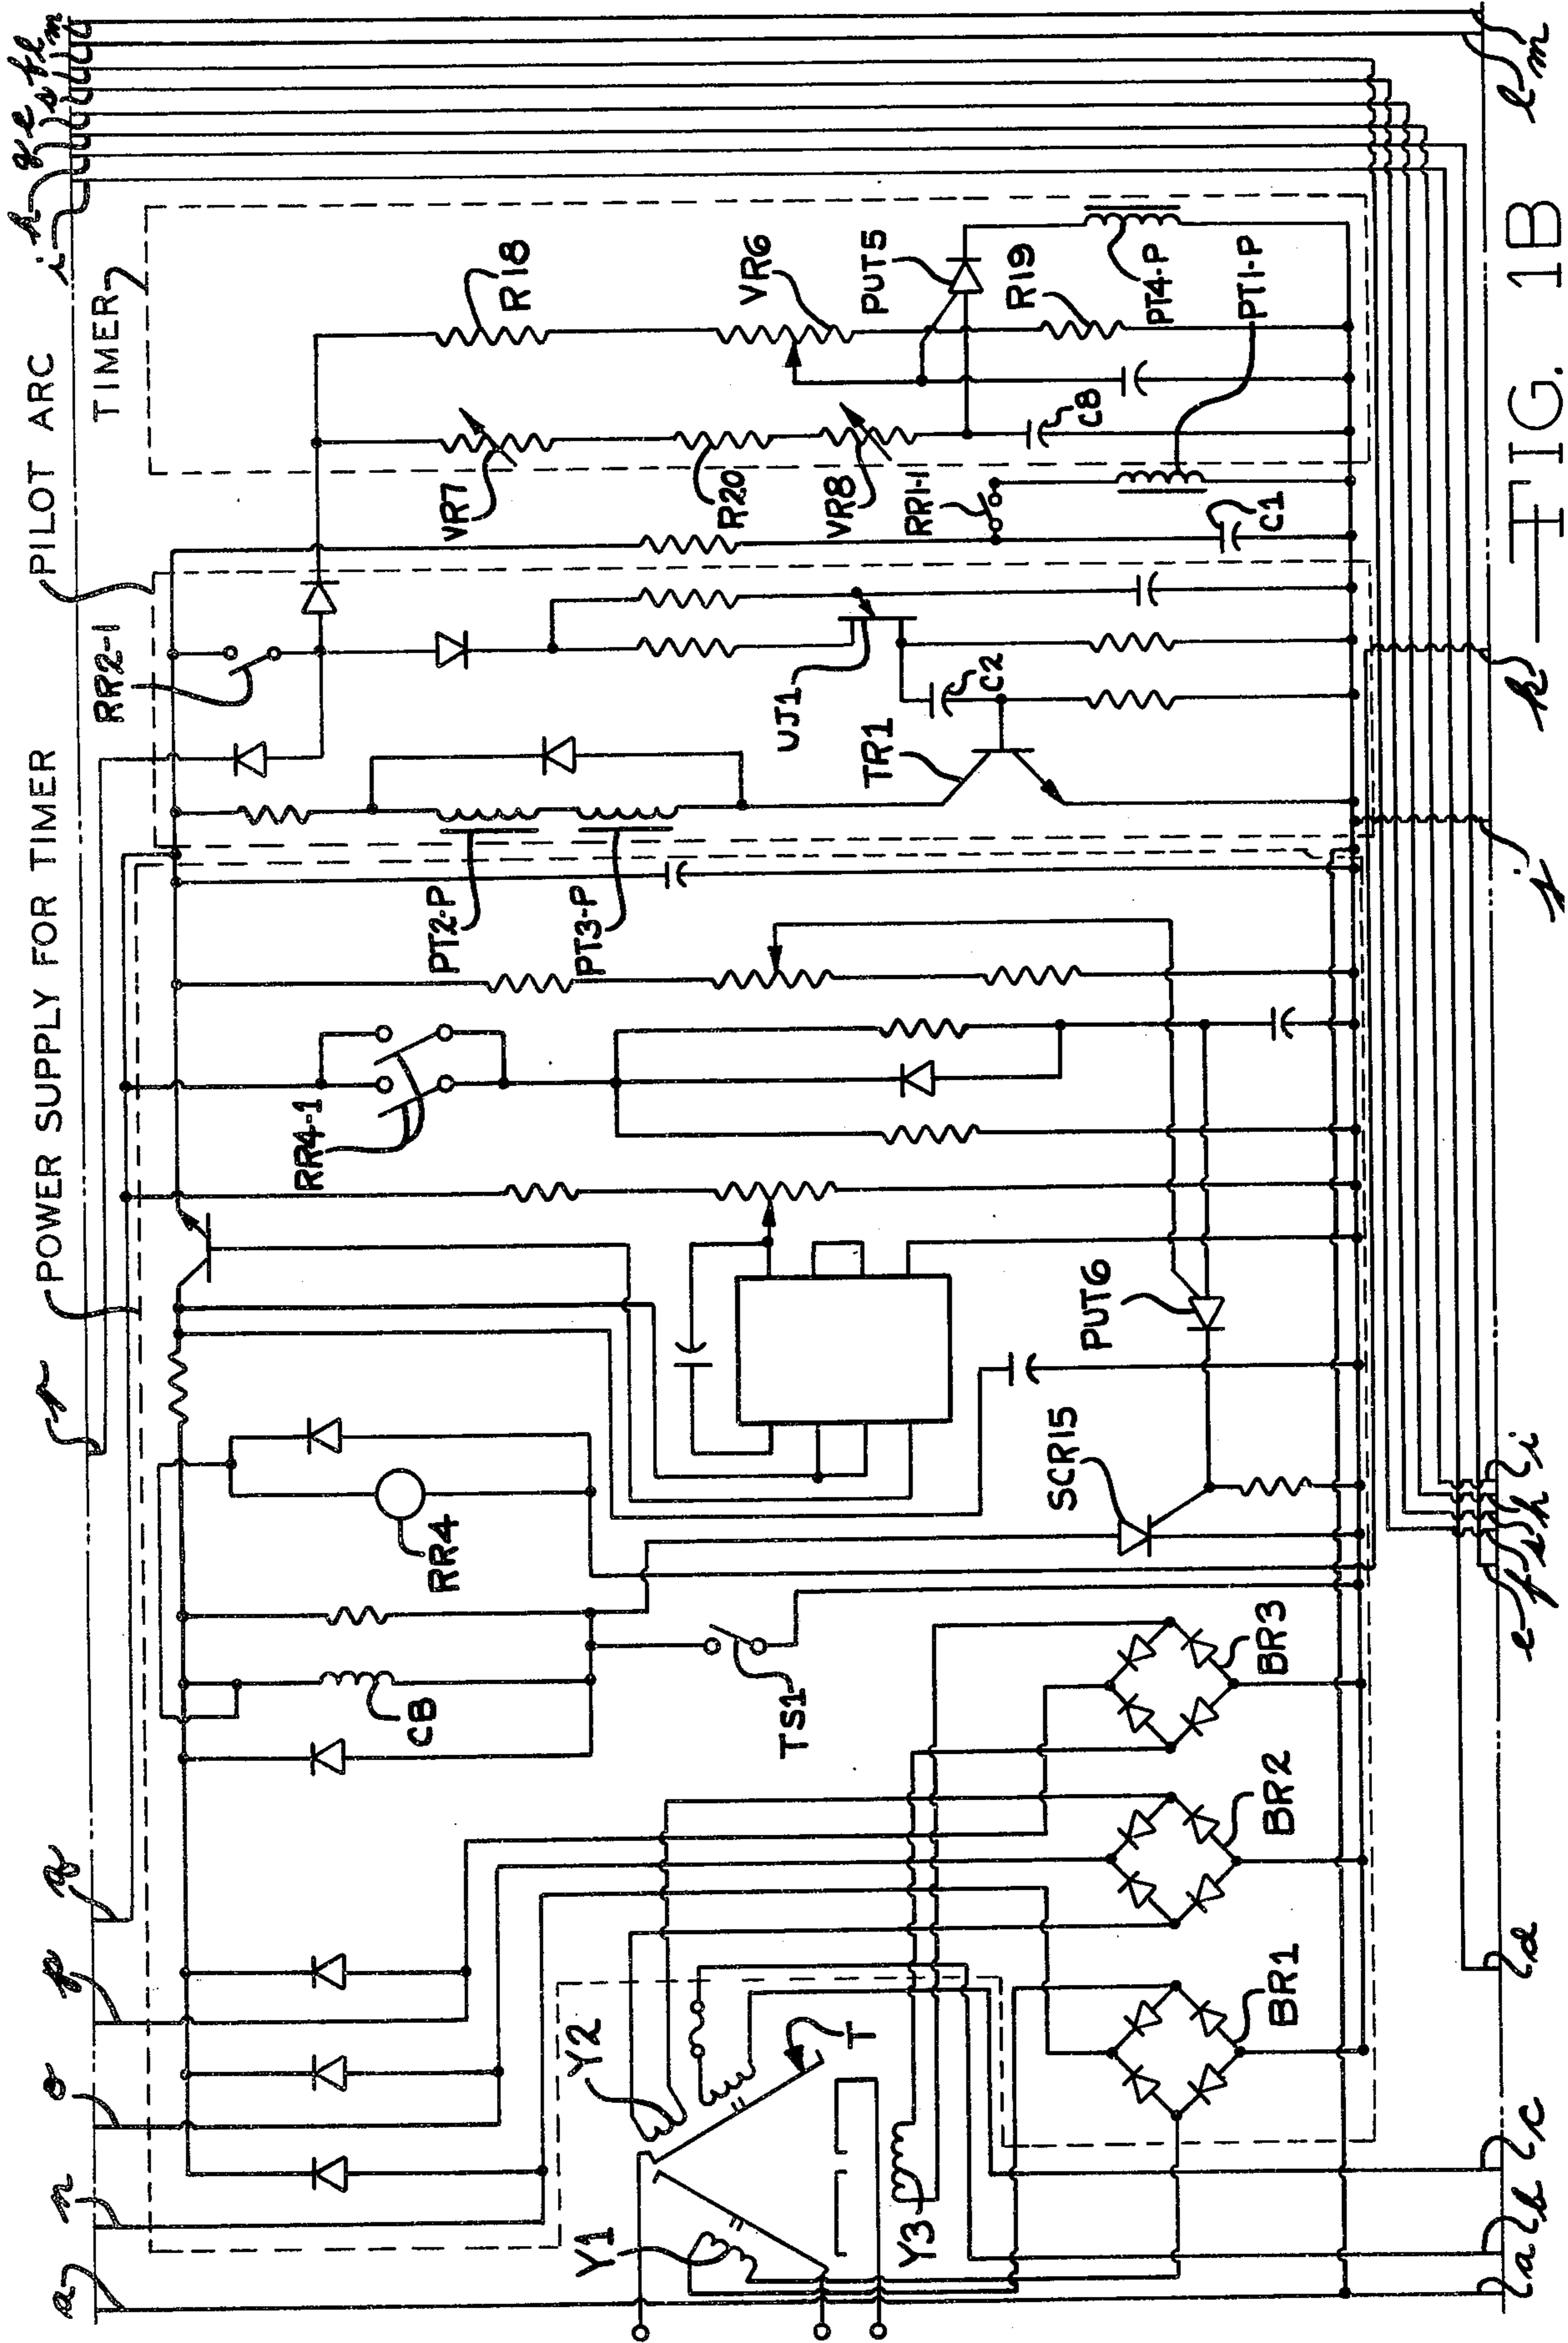 a
n
o
p
q
r
POWER SUPPLY FOR TIMER
PILOT ARC
TIMER
i
h
g
e
s
f
l
m
RR2-1
VR7
R18
R20
VR8
VR6
RR1-1
PUT5
R19
C8
C1
PT4-P
PT1-P
UJ1
C2
TR1
PT2-P
PT3-P
RR4-1
PUT6
RR4
SCR15
CB
TS1
BR3
BR2
BR1
Y2
Y1
T
Y3
a
b
c
d
e
f
s
h
i
j
k
l
m
FIG. 1B